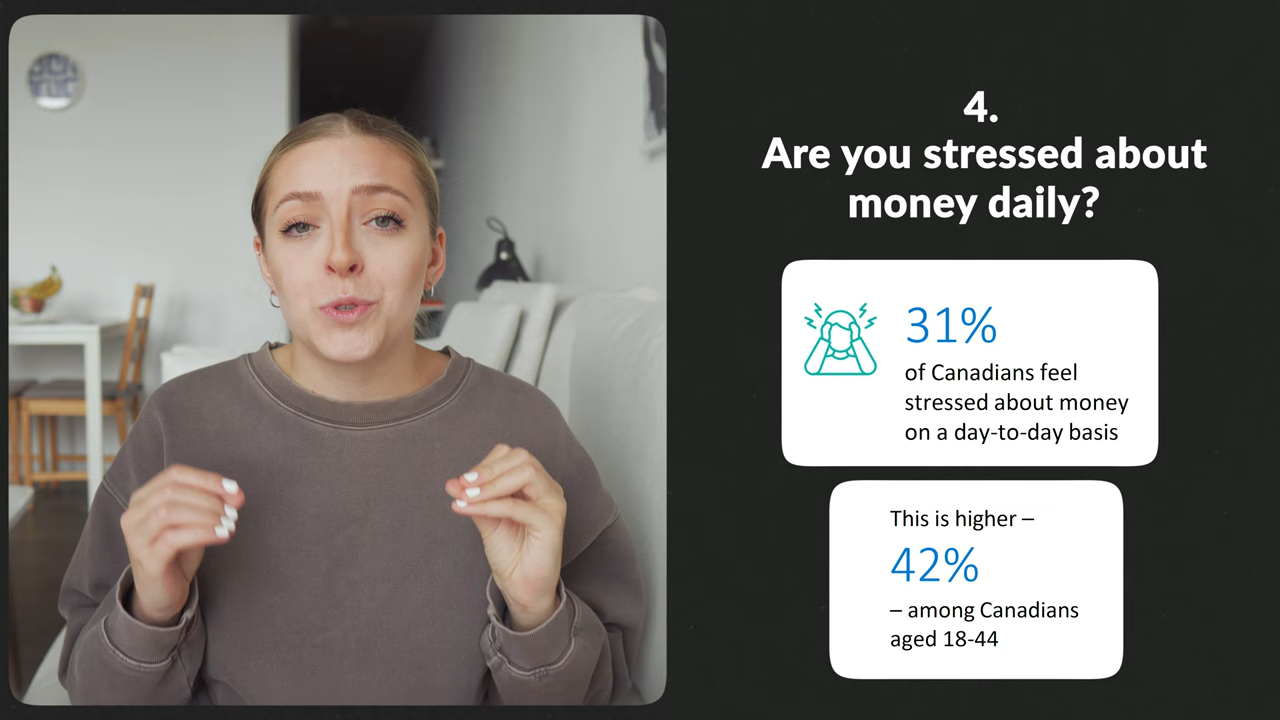 4.
Are you stressed about
money daily?
31%
of Canadians feel
stressed about money
on a day-to-day basis
This is higher –
42%
– among Canadians
aged 18-44